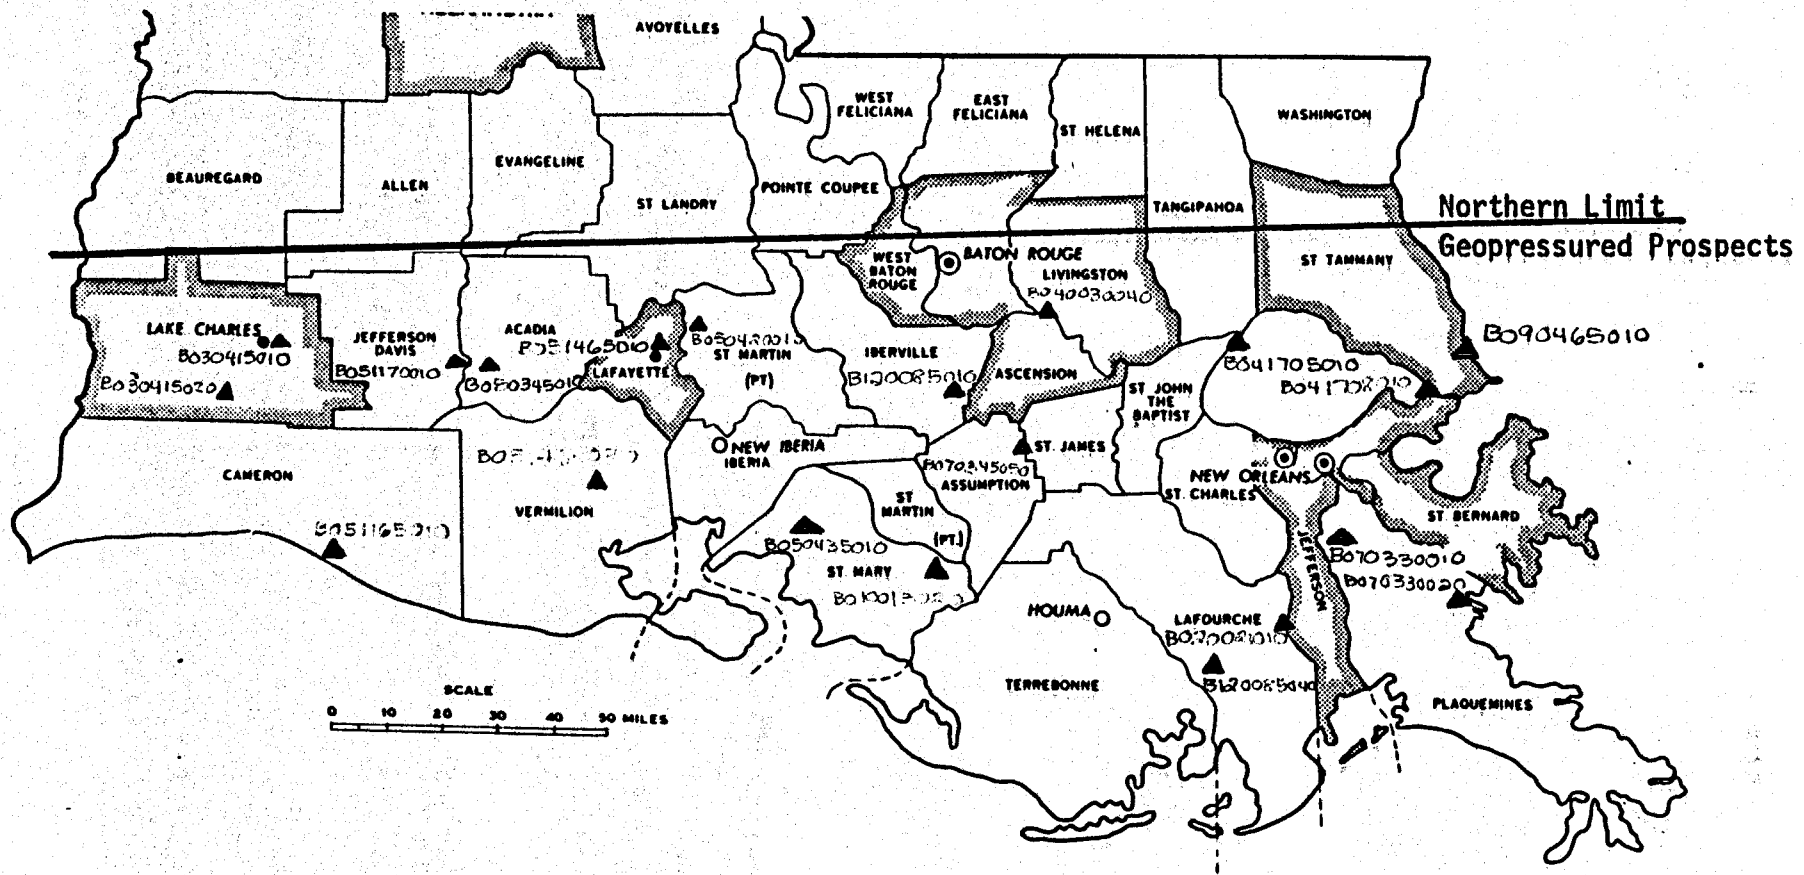 AVOYELLES
WEST
FELICIANA
EAST
FELICIANA
ST HELENA
WASHINGTON
BEAUREGARD
ALLEN
EVANGELINE
ST LANDRY
POINTE COUPEE
TANGIPAHOA
Northern Limit
Geopressured Prospects
WEST
BATON
ROUGE
BATON ROUGE
LIVINGSTON
B040030040
ST TAMMANY
LAKE CHARLES
B030415010
B030415020
JEFFERSON
DAVIS
B051170010
ACADIA
B051465010
B050345010
LAFAYETTE
ST MARTIN
(PT)
IBERVILLE
B120085010
ASCENSION
ST JOHN
THE
BAPTIST
B041705010
B090465010
CAMERON
B051165010
VERMILION
NEW IBERIA
IBERIA
ST. JAMES
B070345050
ASSUMPTION
ST
MARTIN
(PT.)
B050435010
ST MARY
NEW ORLEANS
ST. CHARLES
ST. BERNARD
JEFFERSON
B070330010
B070330020
HOUMA
LAFOURCHE
B620085040
TERREBONNE
PLAQUEMINES
SCALE
0 10 20 30 40 50 MILES